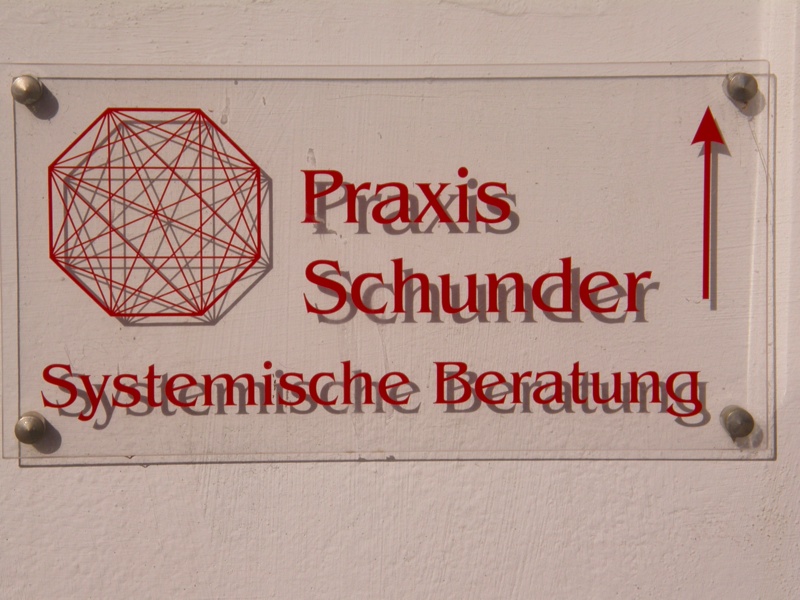 Praxis
Schunder
Systemische Beratung